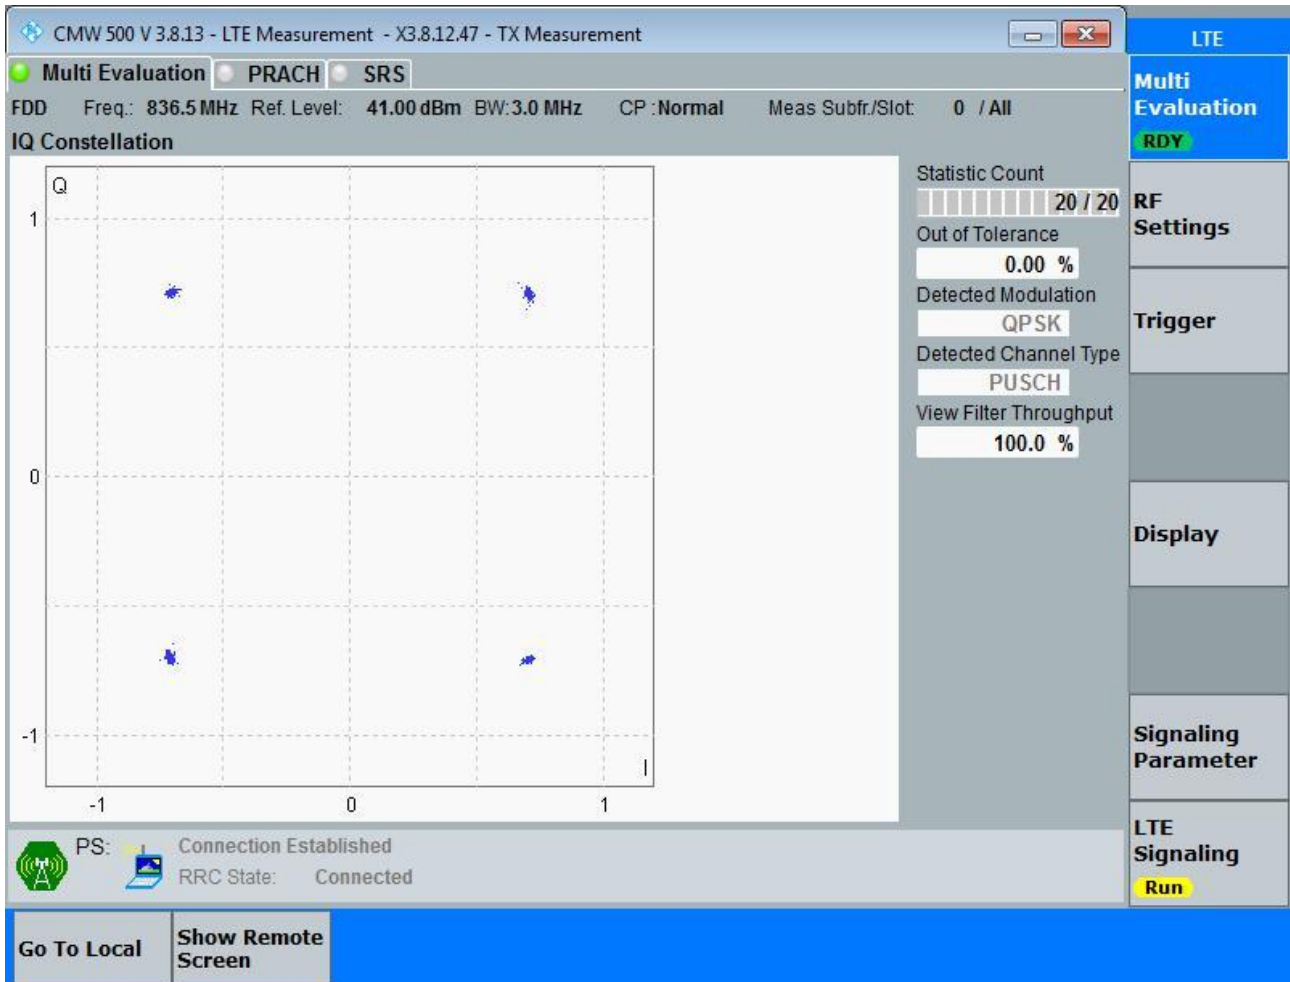 CMW 500 V 3.8.13 - LTE Measurement - X3.8.12.47 - TX Measurement
LTE
Multi Evaluation PRACH SRS
FDD Freq.: 836.5 MHz Ref. Level: 41.00 dBm BW: 3.0 MHz CP : Normal Meas Subfr./Slot: 0 / All
IQ Constellation
Q
1
0
-1
I
-1 0 1
Statistic Count
20 / 20
Out of Tolerance
0.00 %
Detected Modulation
QPSK
Detected Channel Type
PUSCH
View Filter Throughput
100.0 %
Multi
Evaluation
RDY
RF
Settings
Trigger
Display
Signaling
Parameter
LTE
Signaling
Run
PS: Connection Established
RRC State: Connected
Go To Local
Show Remote
Screen